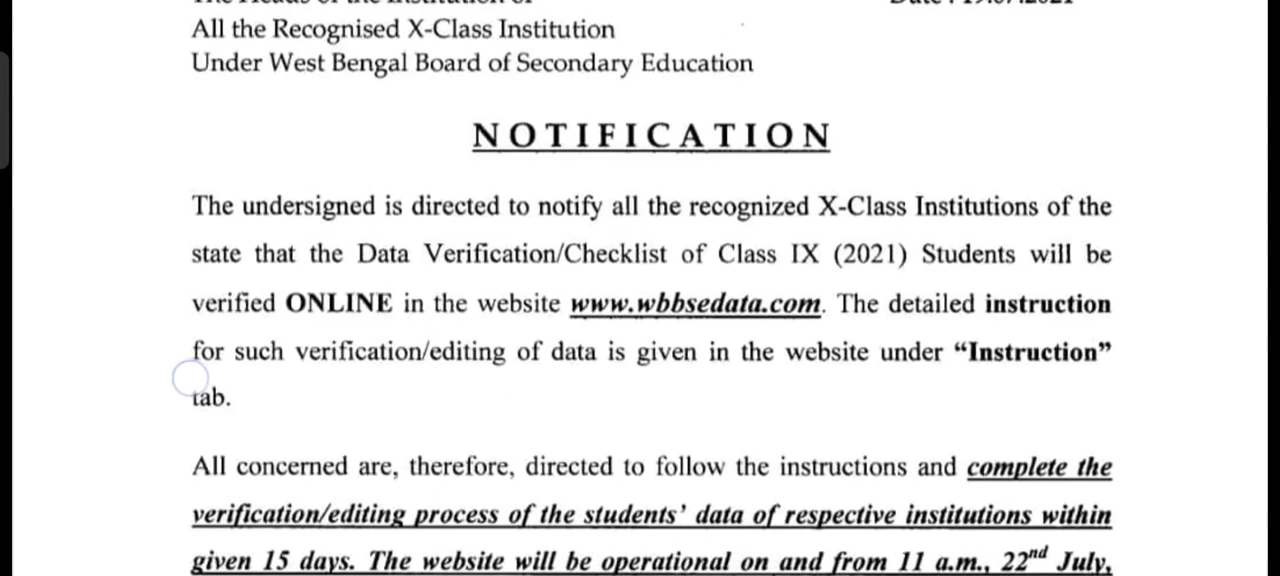 All the Recognised X-Class Institution
Under West Bengal Board of Secondary Education
NOTIFICATION
The undersigned is directed to notify all the recognized X-Class Institutions of the
state that the Data Verification/Checklist of Class IX (2021) Students will be
verified ONLINE in the website www.wbbsedata.com. The detailed instruction
for such verification/editing of data is given in the website under “Instruction”
tab.
All concerned are, therefore, directed to follow the instructions and complete the
verification/editing process of the students’ data of respective institutions within
given 15 days. The website will be operational on and from 11 a.m., 22nd July,